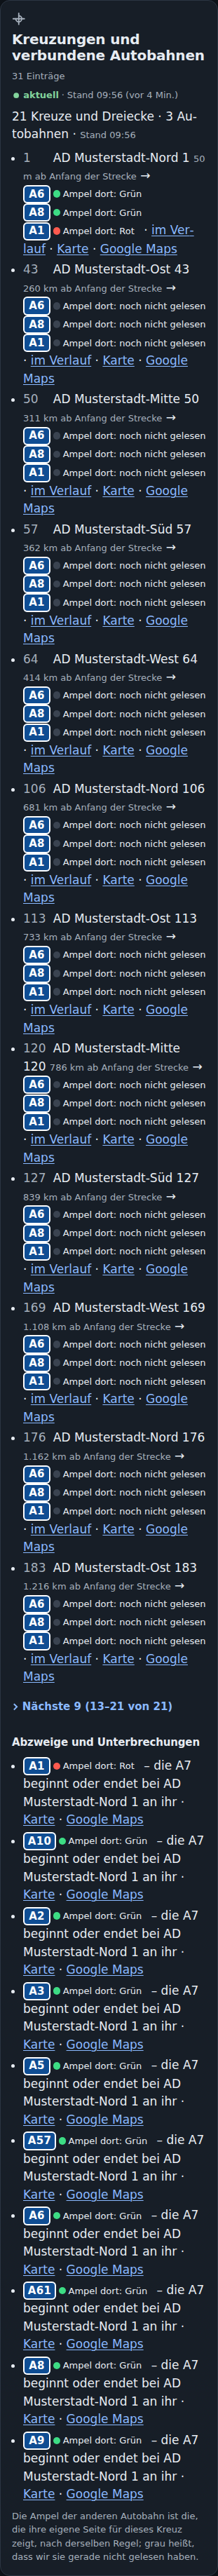 Kreuzungen und
verbundene Autobahnen
31 Einträge
aktuell · Stand 09:56 (vor 4 Min.)
21 Kreuze und Dreiecke · 3 Au-
tobahnen · Stand 09:56
1 AD Musterstadt-Nord 1 50
m ab Anfang der Strecke →
A6 Ampel dort: Grün
A8 Ampel dort: Grün
A1 Ampel dort: Rot · im Ver-
lauf · Karte · Google Maps
43 AD Musterstadt-Ost 43
260 km ab Anfang der Strecke →
A6 Ampel dort: noch nicht gelesen
A8 Ampel dort: noch nicht gelesen
A1 Ampel dort: noch nicht gelesen
· im Verlauf · Karte · Google
Maps
50 AD Musterstadt-Mitte 50
311 km ab Anfang der Strecke →
A6 Ampel dort: noch nicht gelesen
A8 Ampel dort: noch nicht gelesen
A1 Ampel dort: noch nicht gelesen
· im Verlauf · Karte · Google
Maps
57 AD Musterstadt-Süd 57
362 km ab Anfang der Strecke →
A6 Ampel dort: noch nicht gelesen
A8 Ampel dort: noch nicht gelesen
A1 Ampel dort: noch nicht gelesen
· im Verlauf · Karte · Google
Maps
64 AD Musterstadt-West 64
414 km ab Anfang der Strecke →
A6 Ampel dort: noch nicht gelesen
A8 Ampel dort: noch nicht gelesen
A1 Ampel dort: noch nicht gelesen
· im Verlauf · Karte · Google
Maps
106 AD Musterstadt-Nord 106
681 km ab Anfang der Strecke →
A6 Ampel dort: noch nicht gelesen
A8 Ampel dort: noch nicht gelesen
A1 Ampel dort: noch nicht gelesen
· im Verlauf · Karte · Google
Maps
113 AD Musterstadt-Ost 113
733 km ab Anfang der Strecke →
A6 Ampel dort: noch nicht gelesen
A8 Ampel dort: noch nicht gelesen
A1 Ampel dort: noch nicht gelesen
· im Verlauf · Karte · Google
Maps
120 AD Musterstadt-Mitte
120 786 km ab Anfang der Strecke →
A6 Ampel dort: noch nicht gelesen
A8 Ampel dort: noch nicht gelesen
A1 Ampel dort: noch nicht gelesen
· im Verlauf · Karte · Google
Maps
127 AD Musterstadt-Süd 127
839 km ab Anfang der Strecke →
A6 Ampel dort: noch nicht gelesen
A8 Ampel dort: noch nicht gelesen
A1 Ampel dort: noch nicht gelesen
· im Verlauf · Karte · Google
Maps
169 AD Musterstadt-West 169
1.108 km ab Anfang der Strecke →
A6 Ampel dort: noch nicht gelesen
A8 Ampel dort: noch nicht gelesen
A1 Ampel dort: noch nicht gelesen
· im Verlauf · Karte · Google
Maps
176 AD Musterstadt-Nord 176
1.162 km ab Anfang der Strecke →
A6 Ampel dort: noch nicht gelesen
A8 Ampel dort: noch nicht gelesen
A1 Ampel dort: noch nicht gelesen
· im Verlauf · Karte · Google
Maps
183 AD Musterstadt-Ost 183
1.216 km ab Anfang der Strecke →
A6 Ampel dort: noch nicht gelesen
A8 Ampel dort: noch nicht gelesen
A1 Ampel dort: noch nicht gelesen
· im Verlauf · Karte · Google
Maps
› Nächste 9 (13–21 von 21)
Abzweige und Unterbrechungen
A1 Ampel dort: Rot – die A7
beginnt oder endet bei AD
Musterstadt-Nord 1 an ihr ·
Karte · Google Maps
A10 Ampel dort: Grün – die A7
beginnt oder endet bei AD
Musterstadt-Nord 1 an ihr ·
Karte · Google Maps
A2 Ampel dort: Grün – die A7
beginnt oder endet bei AD
Musterstadt-Nord 1 an ihr ·
Karte · Google Maps
A3 Ampel dort: Grün – die A7
beginnt oder endet bei AD
Musterstadt-Nord 1 an ihr ·
Karte · Google Maps
A5 Ampel dort: Grün – die A7
beginnt oder endet bei AD
Musterstadt-Nord 1 an ihr ·
Karte · Google Maps
A57 Ampel dort: Grün – die A7
beginnt oder endet bei AD
Musterstadt-Nord 1 an ihr ·
Karte · Google Maps
A6 Ampel dort: Grün – die A7
beginnt oder endet bei AD
Musterstadt-Nord 1 an ihr ·
Karte · Google Maps
A61 Ampel dort: Grün – die A7
beginnt oder endet bei AD
Musterstadt-Nord 1 an ihr ·
Karte · Google Maps
A8 Ampel dort: Grün – die A7
beginnt oder endet bei AD
Musterstadt-Nord 1 an ihr ·
Karte · Google Maps
A9 Ampel dort: Grün – die A7
beginnt oder endet bei AD
Musterstadt-Nord 1 an ihr ·
Karte · Google Maps
Die Ampel der anderen Autobahn ist die,
die ihre eigene Seite für dieses Kreuz
zeigt, nach derselben Regel; grau heißt,
dass wir sie gerade nicht gelesen haben.